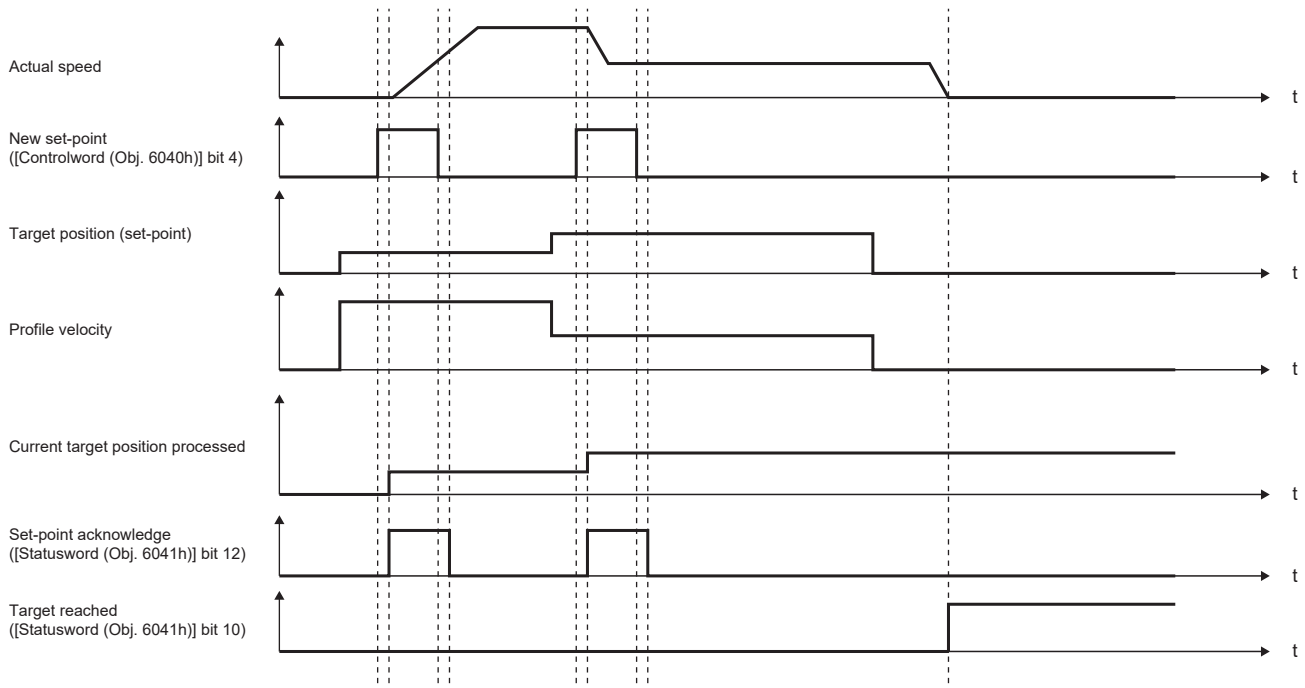 Actual speed
t
New set-point
([Controlword (Obj. 6040h)] bit 4)
t
Target position (set-point)
t
Profile velocity
t
Current target position processed
t
Set-point acknowledge
([Statusword (Obj. 6041h)] bit 12)
t
Target reached
([Statusword (Obj. 6041h)] bit 10)
t